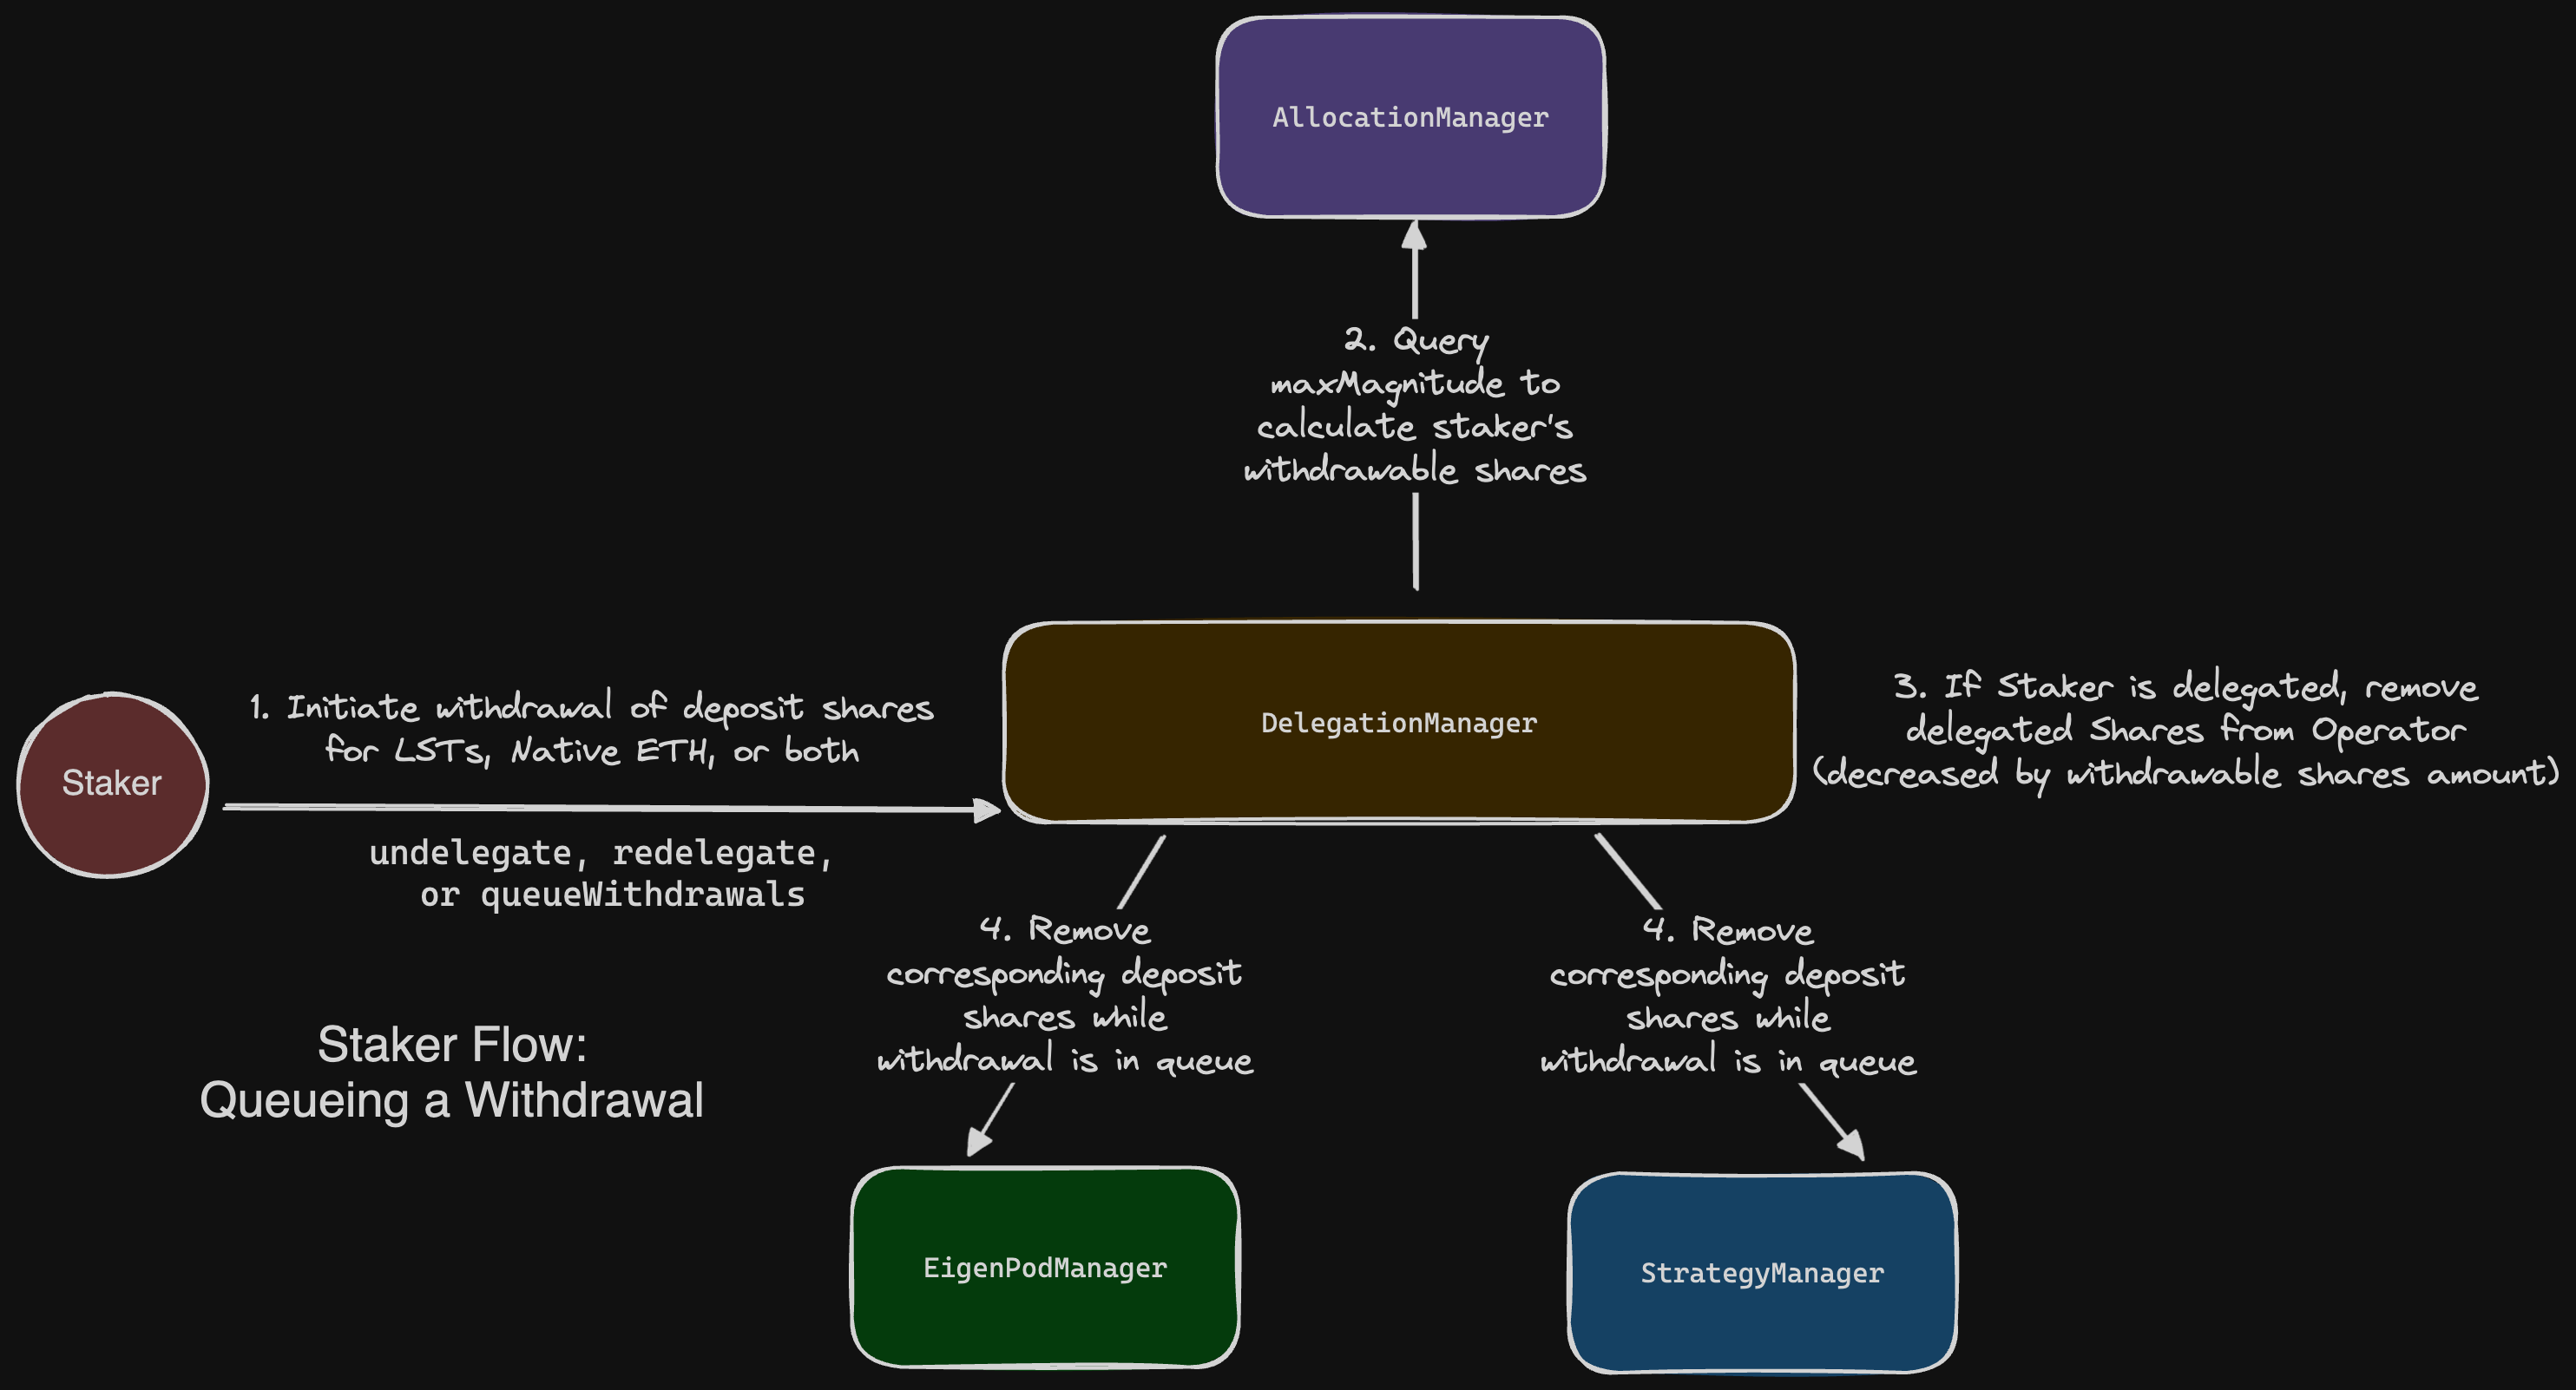 AllocationManager
2. Query
maxMagnitude to
calculate staker's
withdrawable shares
Staker
1. Initiate withdrawal of deposit shares
for LSTs, Native ETH, or both
undelegate, redelegate,
or queueWithdrawals
DelegationManager
3. If Staker is delegated, remove
delegated Shares from Operator
(decreased by withdrawable shares amount)
4. Remove
corresponding deposit
shares while
withdrawal is in queue
4. Remove
corresponding deposit
shares while
withdrawal is in queue
Staker Flow:
Queueing a Withdrawal
EigenPodManager
StrategyManager